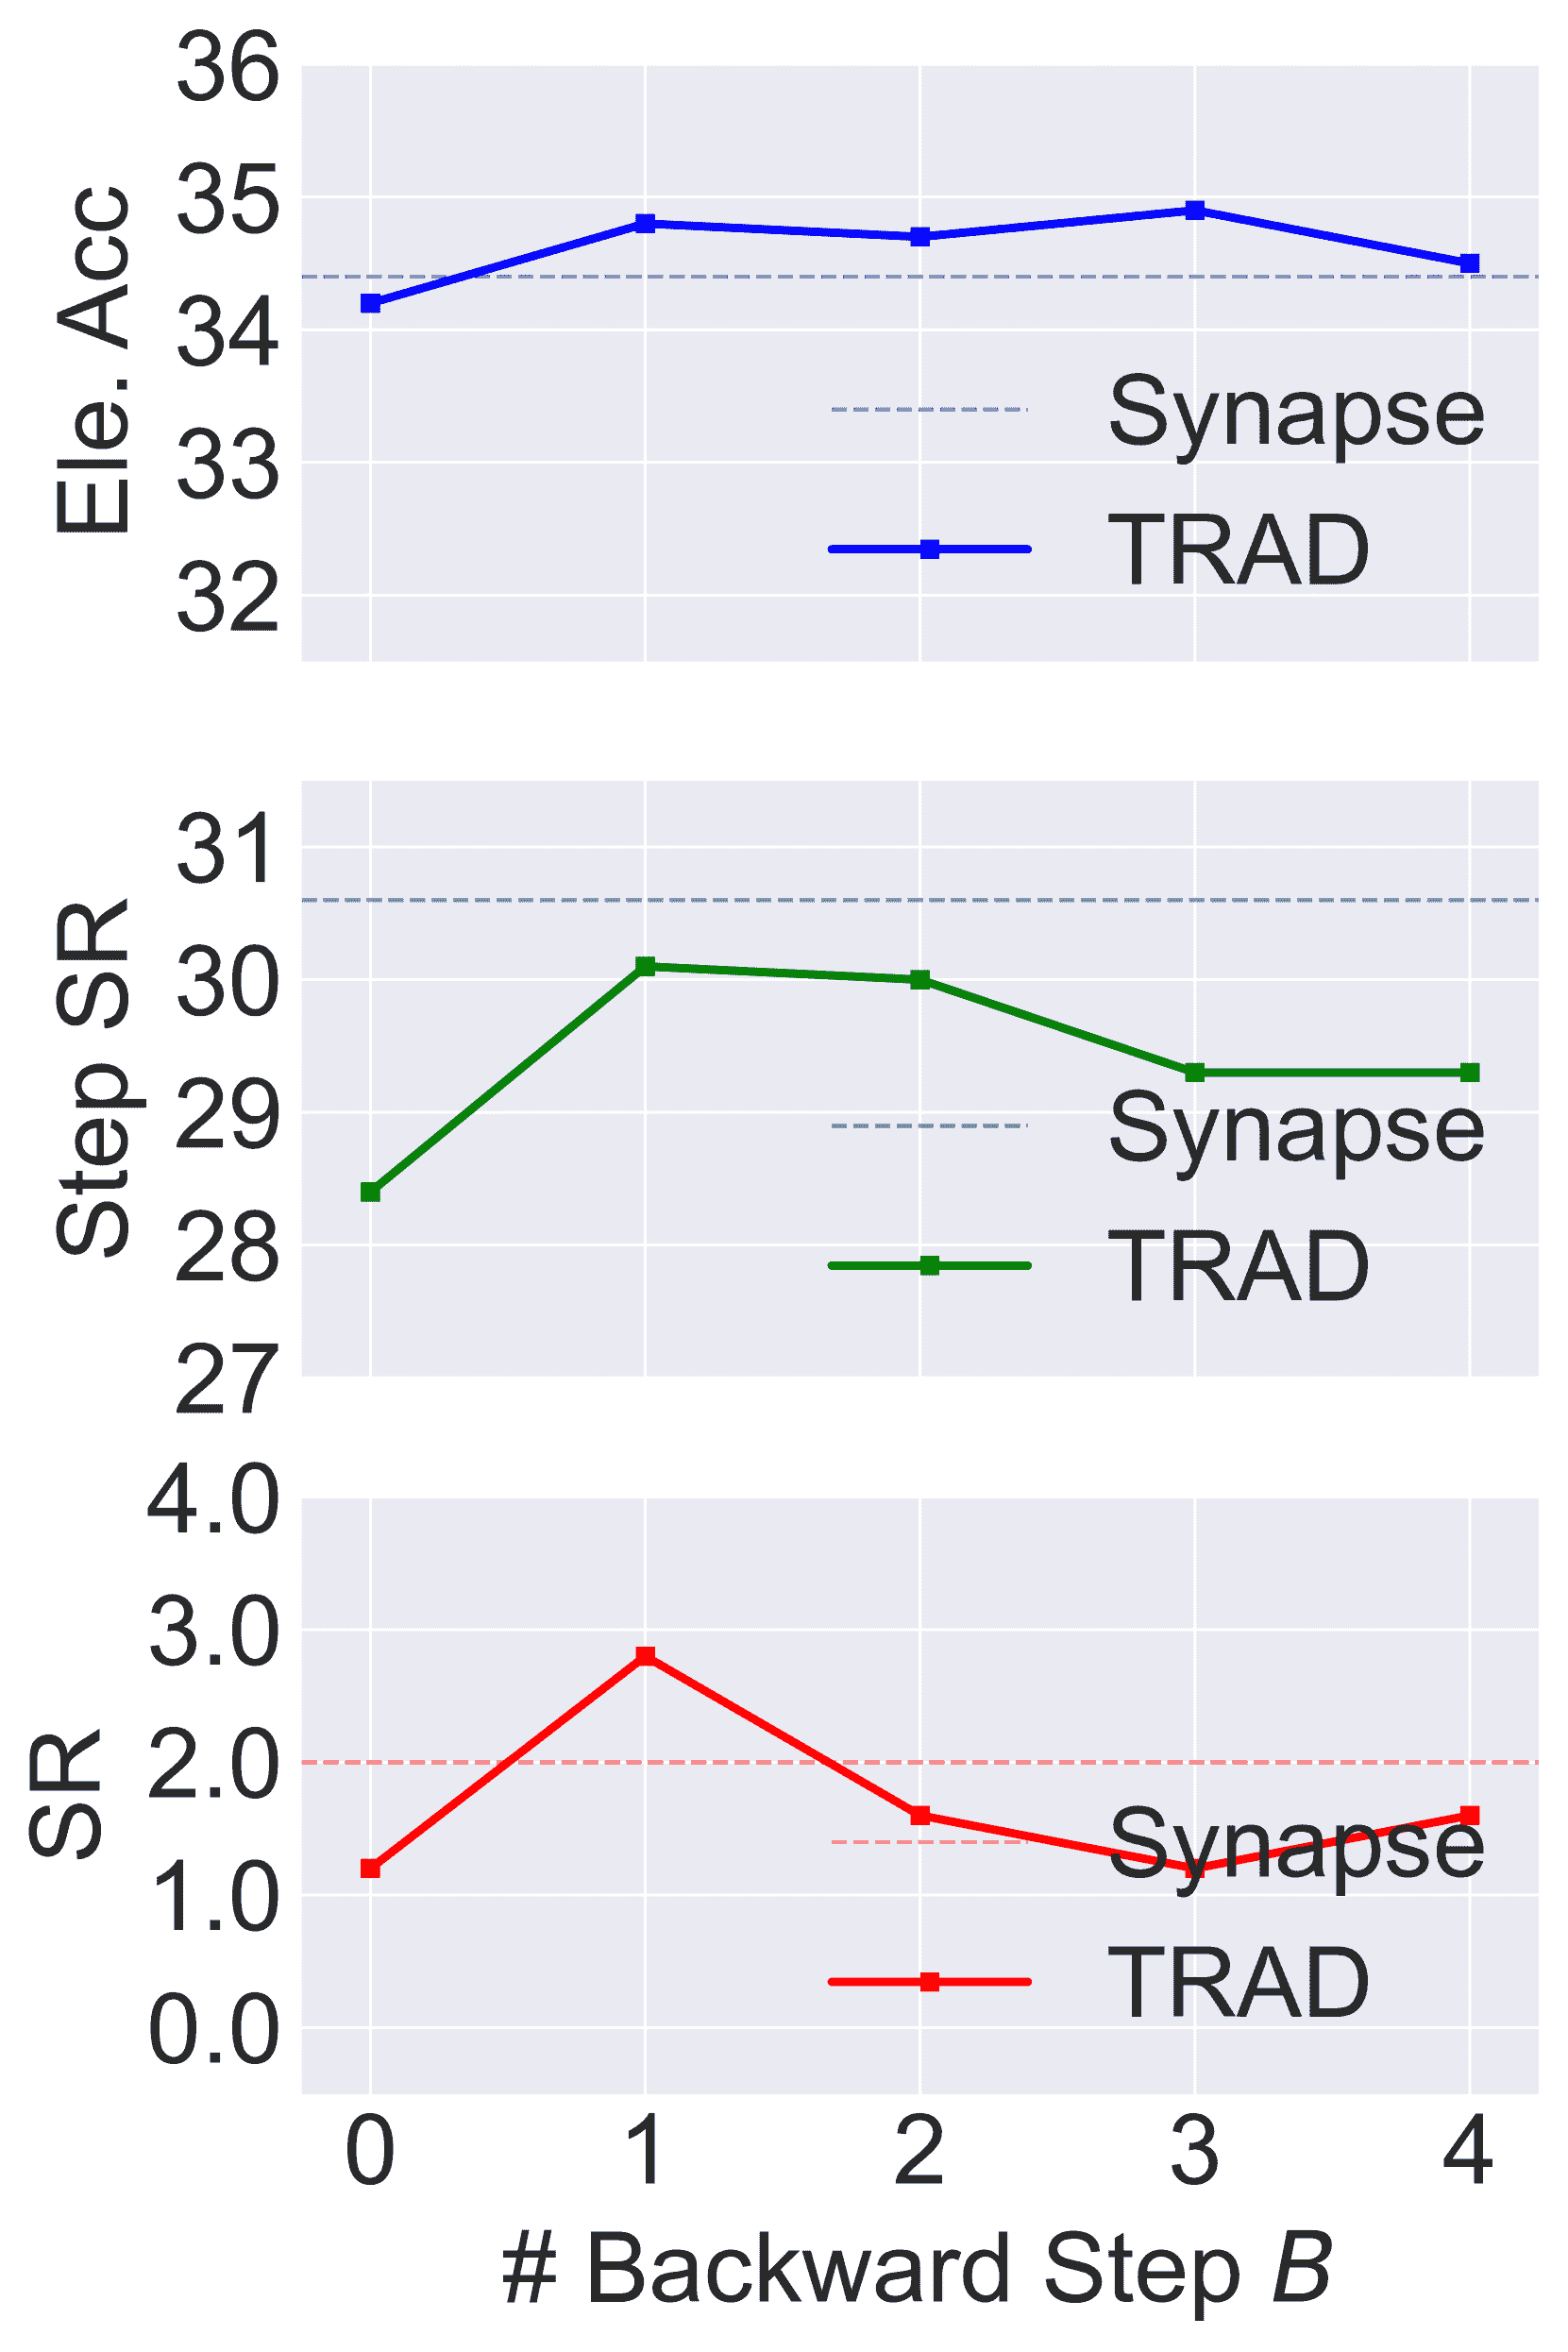 36
35
34
33
32
Ele. Acc
Synapse
TRAD
31
30
29
28
27
Step SR
Synapse
TRAD
4.0
3.0
2.0
1.0
0.0
SR
Synapse
TRAD
0 1 2 3 4
# Backward Step B